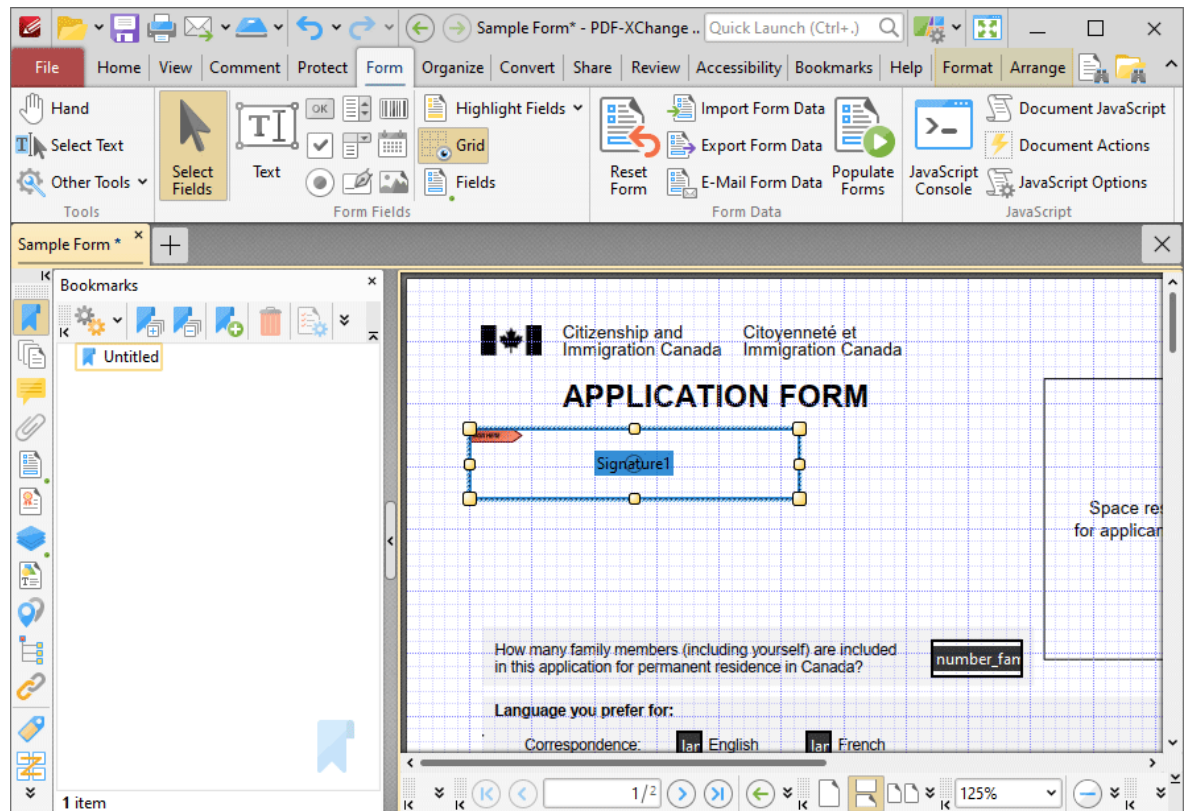 Sample Form* - PDF-XChange ..
Quick Launch (Ctrl+.)
File Home View Comment Protect Form Organize Convert Share Review Accessibility Bookmarks Help Format Arrange
Hand
Select Text
Other Tools
Tools
Select Fields
Text
OK
Form Fields
Highlight Fields
Grid
Fields
Reset Form
Import Form Data
Export Form Data
E-Mail Form Data
Populate Forms
Form Data
JavaScript Console
Document JavaScript
Document Actions
JavaScript Options
JavaScript
Sample Form *
Bookmarks
Untitled
1 item
Citizenship and Immigration Canada
Citoyenneté et Immigration Canada
APPLICATION FORM
Signature1
Space res
for applicar
How many family members (including yourself) are included
in this application for permanent residence in Canada?
number_fam
Language you prefer for:
Correspondence: lar English lar French
1/2
125%